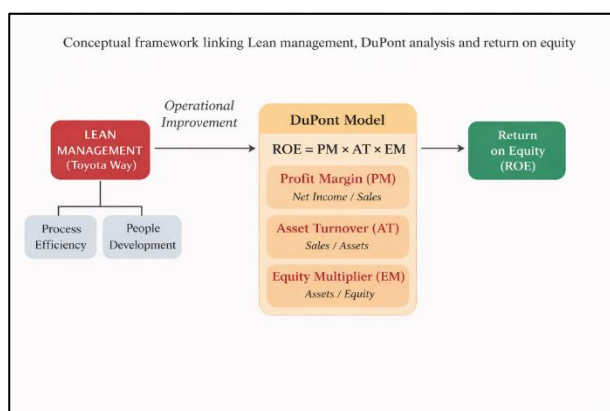 Conceptual framework linking Lean management, DuPont analysis and return on equity
LEAN
MANAGEMENT
(Toyota Way)
Process
Efficiency
People
Development
Operational
Improvement
DuPont Model
ROE = PM × AT × EM
Profit Margin (PM)
Net Income / Sales
Asset Turnover (AT)
Sales / Assets
Equity Multiplier (EM)
Assets / Equity
Return
on Equity
(ROE)